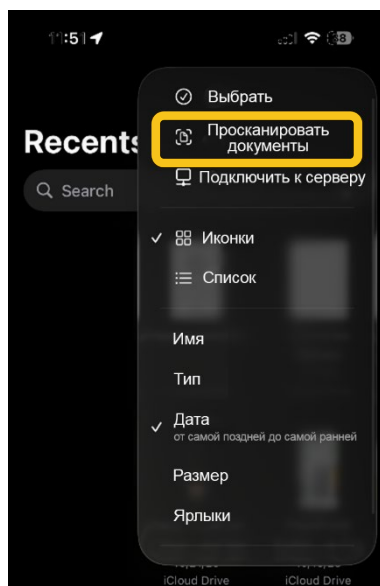 Выбрать
Recents
Просканировать
документы
Search
Подключить к серверу
Иконки
Список
Имя
Тип
Дата
от самой поздней до самой ранней
Размер
Ярлыки
iCloud Drive iCloud Drive